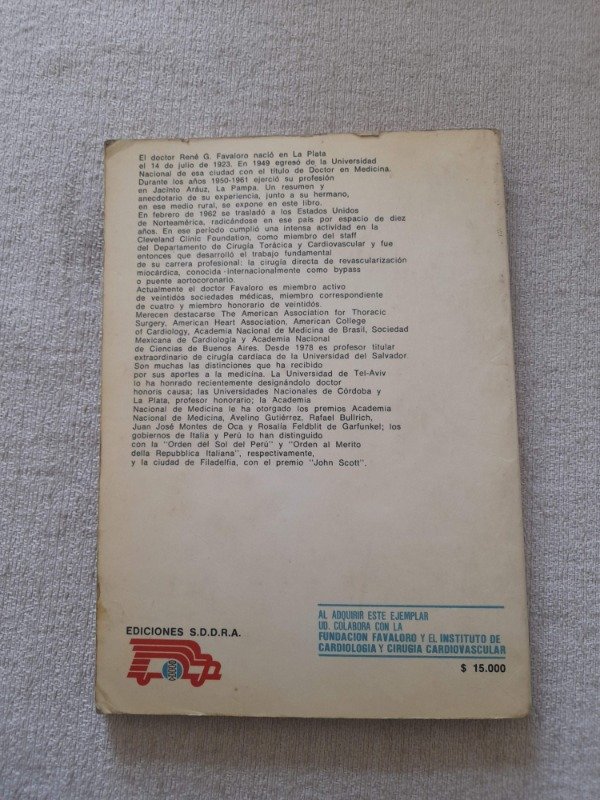 El doctor René G. Favaloro nació en La Plata
el 14 de julio de 1923. En 1949 egresó de la Universidad
Nacional de esa ciudad con el título de Doctor en Medicina.
Durante los años 1950-1961 ejerció su profesión
en Jacinto Aráuz, La Pampa. Un resumen y
anecdotario de su experiencia, junto a su hermano,
en ese medio rural, se expone en este libro.
En febrero de 1962 se trasladó a los Estados Unidos
de Norteamérica, radicándose en ese país por espacio de diez
años. En ese período cumplió una intensa actividad en la
Cleveland Clinic Foundation, como miembro del staff
del Departamento de Cirugía Torácica y Cardiovascular y fue
entonces que desarrolló el trabajo fundamental
de su carrera profesional: la cirugía directa de revascularización
miocárdica, conocida internacionalmente como bypass
o puente aortocoronario.
Actualmente el doctor Favaloro es miembro activo
de veintidós sociedades médicas, miembro correspondiente
de cuatro y miembro honorario de veintidós.
Merecen destacarse The American Association for Thoracic
Surgery, American Heart Association, American College
of Cardiology, Academia Nacional de Medicina de Brasil, Sociedad
Mexicana de Cardiología y Academia Nacional
de Ciencias de Buenos Aires. Desde 1978 es profesor titular
extraordinario de cirugía cardíaca de la Universidad del Salvador.
Son muchas las distinciones que ha recibido
por sus aportes a la medicina. La Universidad de Tel-Aviv
lo ha honrado recientemente designándolo doctor
honoris causa; las Universidades Nacionales de Córdoba y
La Plata, profesor honorario; la Academia
Nacional de Medicina le ha otorgado los premios Academia
Nacional de Medicina, Avelino Gutiérrez, Rafael Bullrich,
Juan José Montes de Oca y Rosalía Feldblit de Garfunkel; los
gobiernos de Italia y Perú lo han distinguido
con la "Orden del Sol del Perú" y "Orden al Merito
della Repubblica Italiana", respectivamente,
y la ciudad de Filadelfia, con el premio "John Scott".
EDICIONES S.D.D.R.A.
AL ADQUIRIR ESTE EJEMPLAR
UD. COLABORA CON LA
FUNDACION FAVALORO Y EL INSTITUTO DE
CARDIOLOGIA Y CIRUGIA CARDIOVASCULAR
$ 15.000